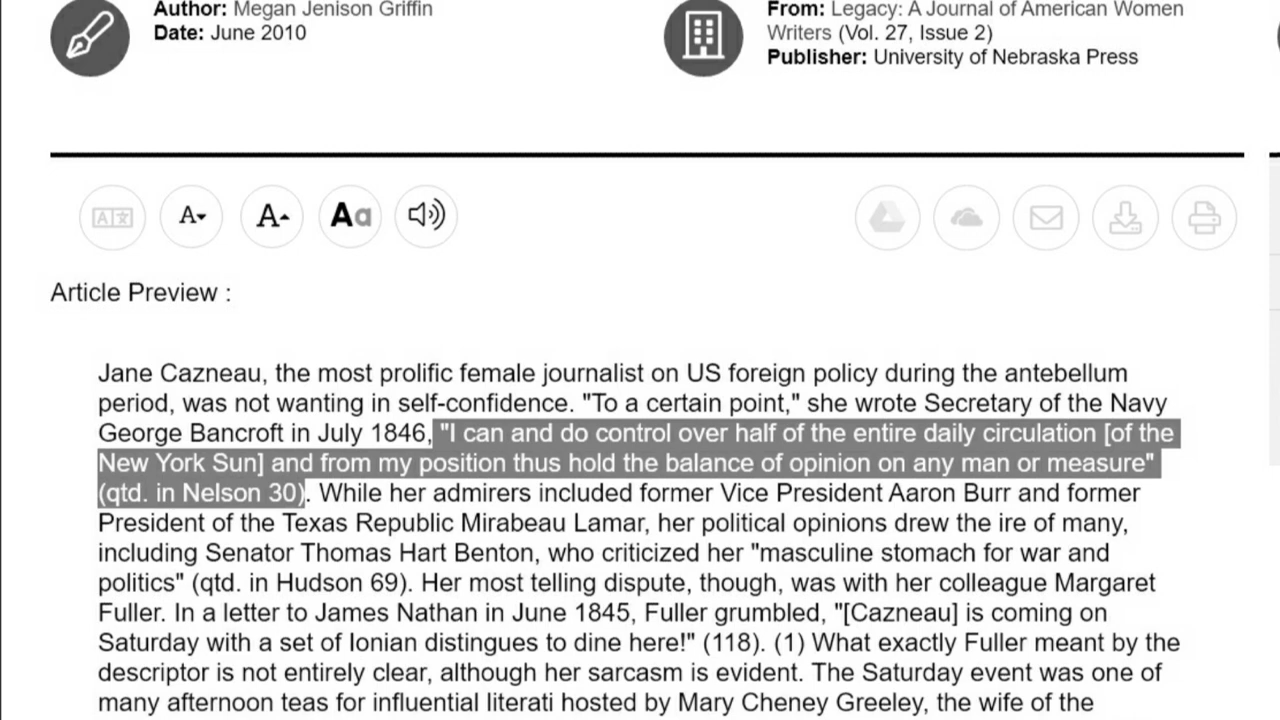 Author: Megan Jenison Griffin
Date: June 2010
From: Legacy: A Journal of American Women
Writers (Vol. 27, Issue 2)
Publisher: University of Nebraska Press
A
A
Aa
Article Preview :
Jane Cazneau, the most prolific female journalist on US foreign policy during the antebellum
period, was not wanting in self-confidence. "To a certain point," she wrote Secretary of the Navy
George Bancroft in July 1846, "I can and do control over half of the entire daily circulation [of the
New York Sun] and from my position thus hold the balance of opinion on any man or measure"
(qtd. in Nelson 30). While her admirers included former Vice President Aaron Burr and former
President of the Texas Republic Mirabeau Lamar, her political opinions drew the ire of many,
including Senator Thomas Hart Benton, who criticized her "masculine stomach for war and
politics" (qtd. in Hudson 69). Her most telling dispute, though, was with her colleague Margaret
Fuller. In a letter to James Nathan in June 1845, Fuller grumbled, "[Cazneau] is coming on
Saturday with a set of Ionian distingues to dine here!" (118). (1) What exactly Fuller meant by the
descriptor is not entirely clear, although her sarcasm is evident. The Saturday event was one of
many afternoon teas for influential literati hosted by Mary Cheney Greeley, the wife of the